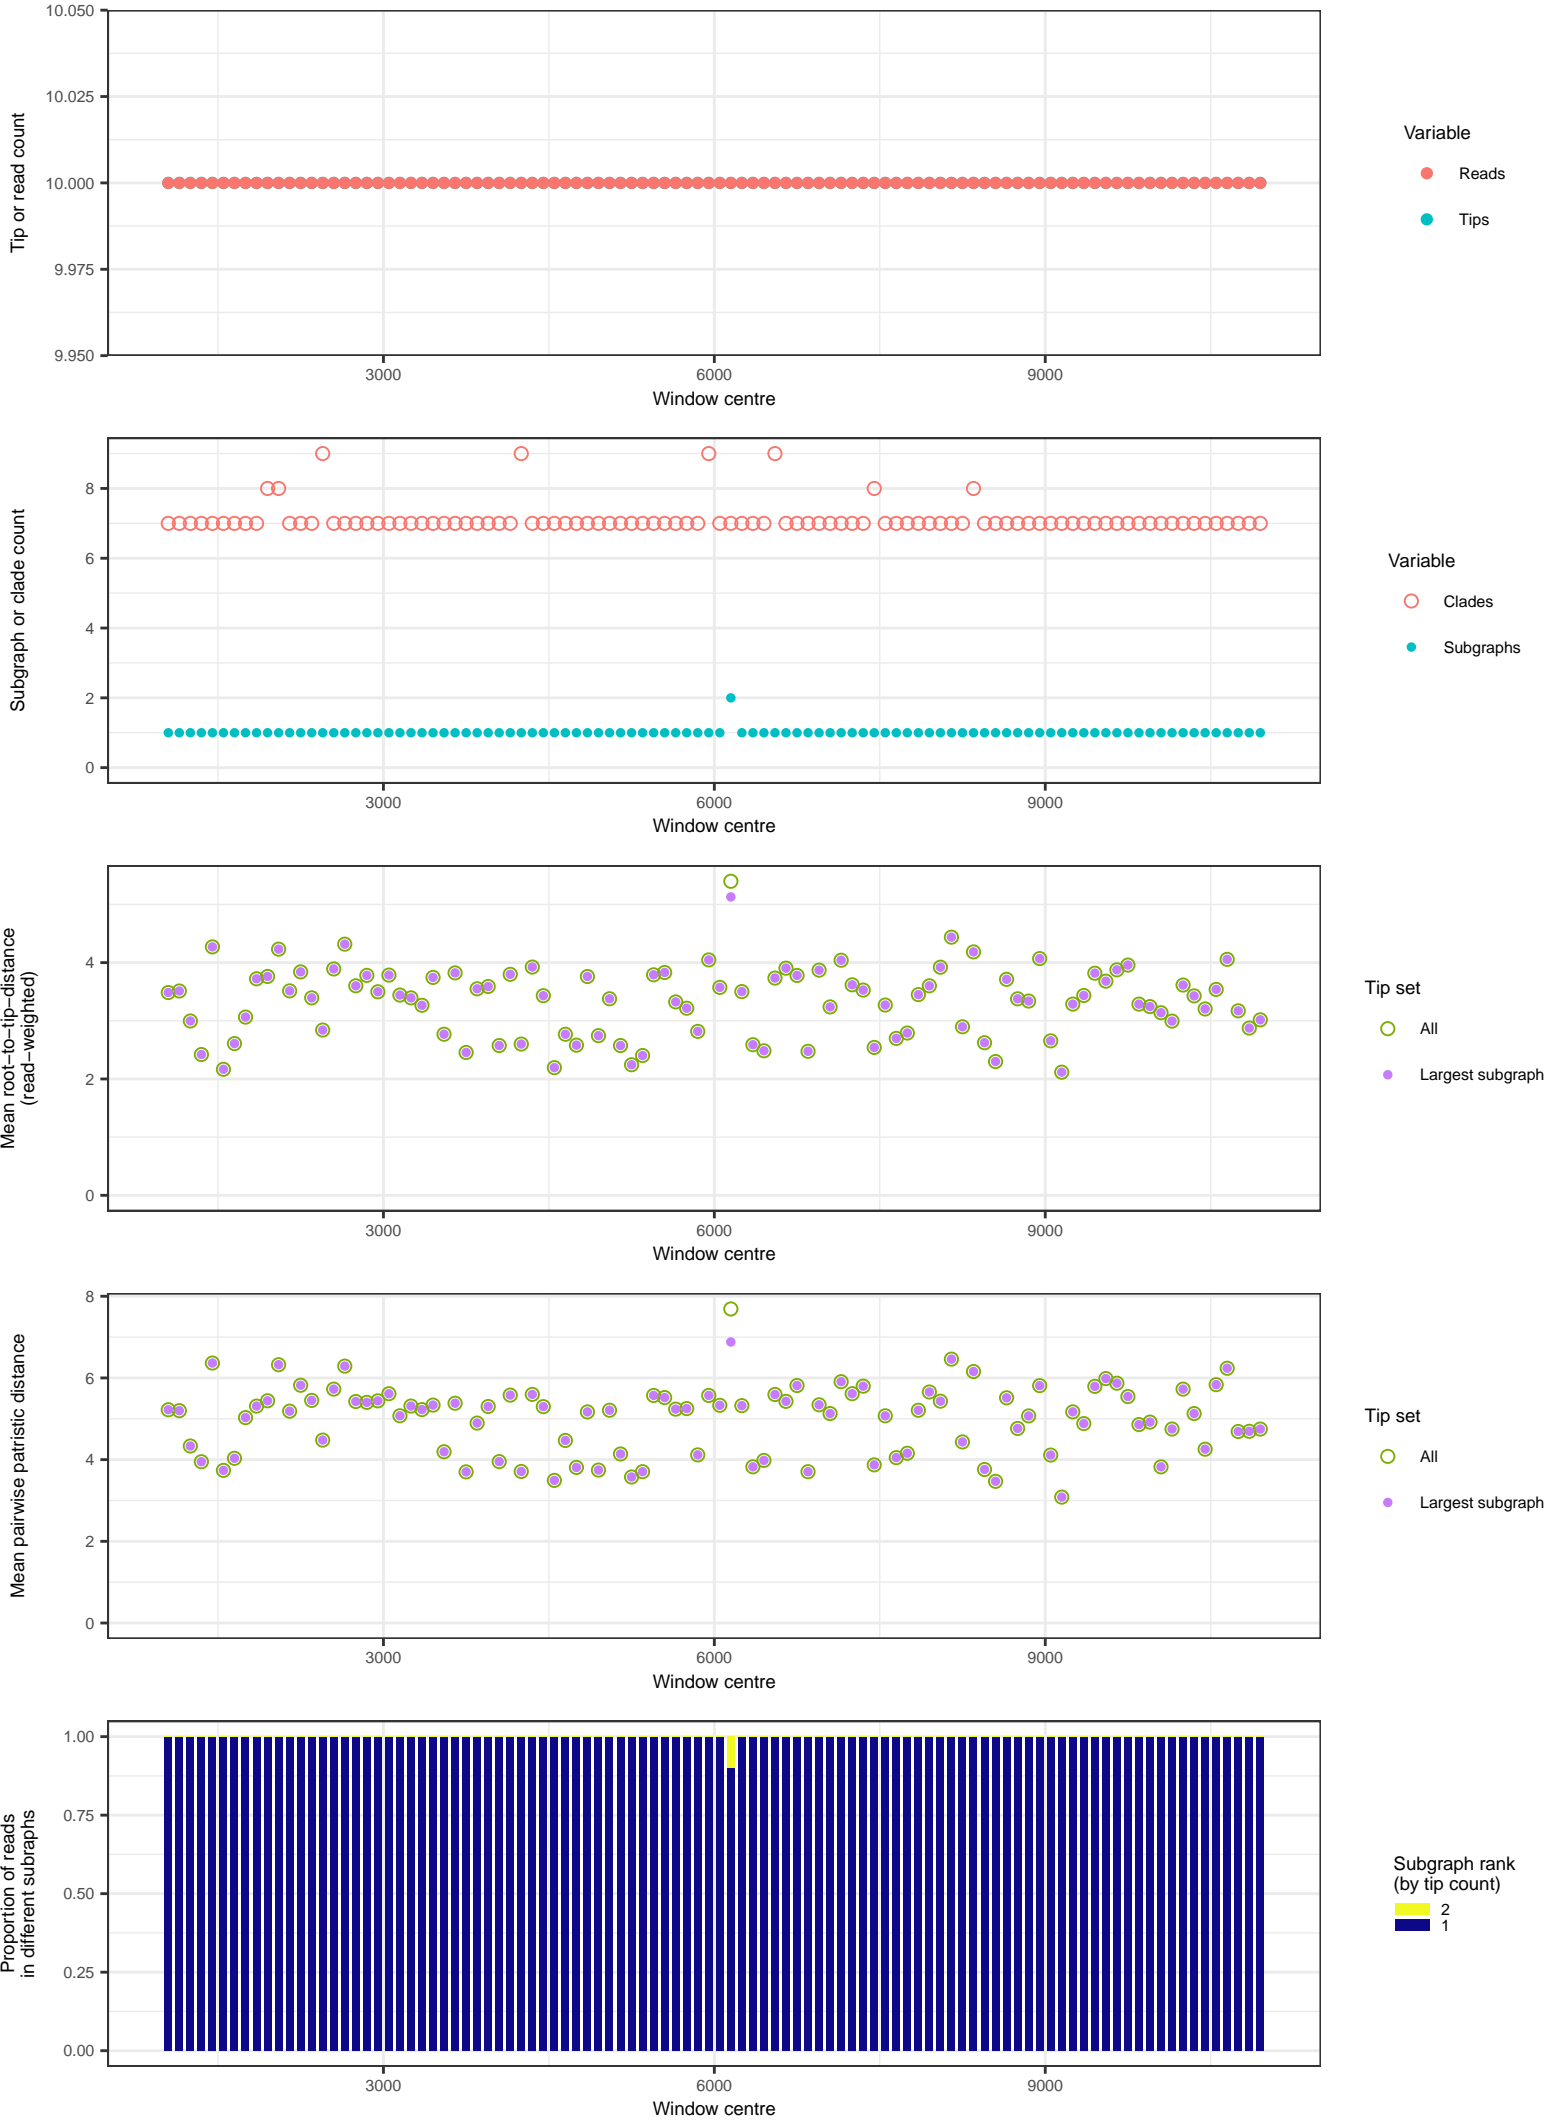 10.050
10.025
10.000
9.975
9.950
Tip or read count
3000
6000
9000
Window centre
Variable
Reads
Tips
8
6
4
2
0
Subgraph or clade count
3000
6000
9000
Window centre
Variable
Clades
Subgraphs
4
2
0
Mean root−to−tip−distance
(read−weighted)
3000
6000
9000
Window centre
Tip set
All
Largest subgraph
8
6
4
2
0
Mean pairwise patristic distance
3000
6000
9000
Window centre
Tip set
All
Largest subgraph
1.00
0.75
0.50
0.25
0.00
Proportion of reads
in different subraphs
3000
6000
9000
Window centre
Subgraph rank
(by tip count)
2
1